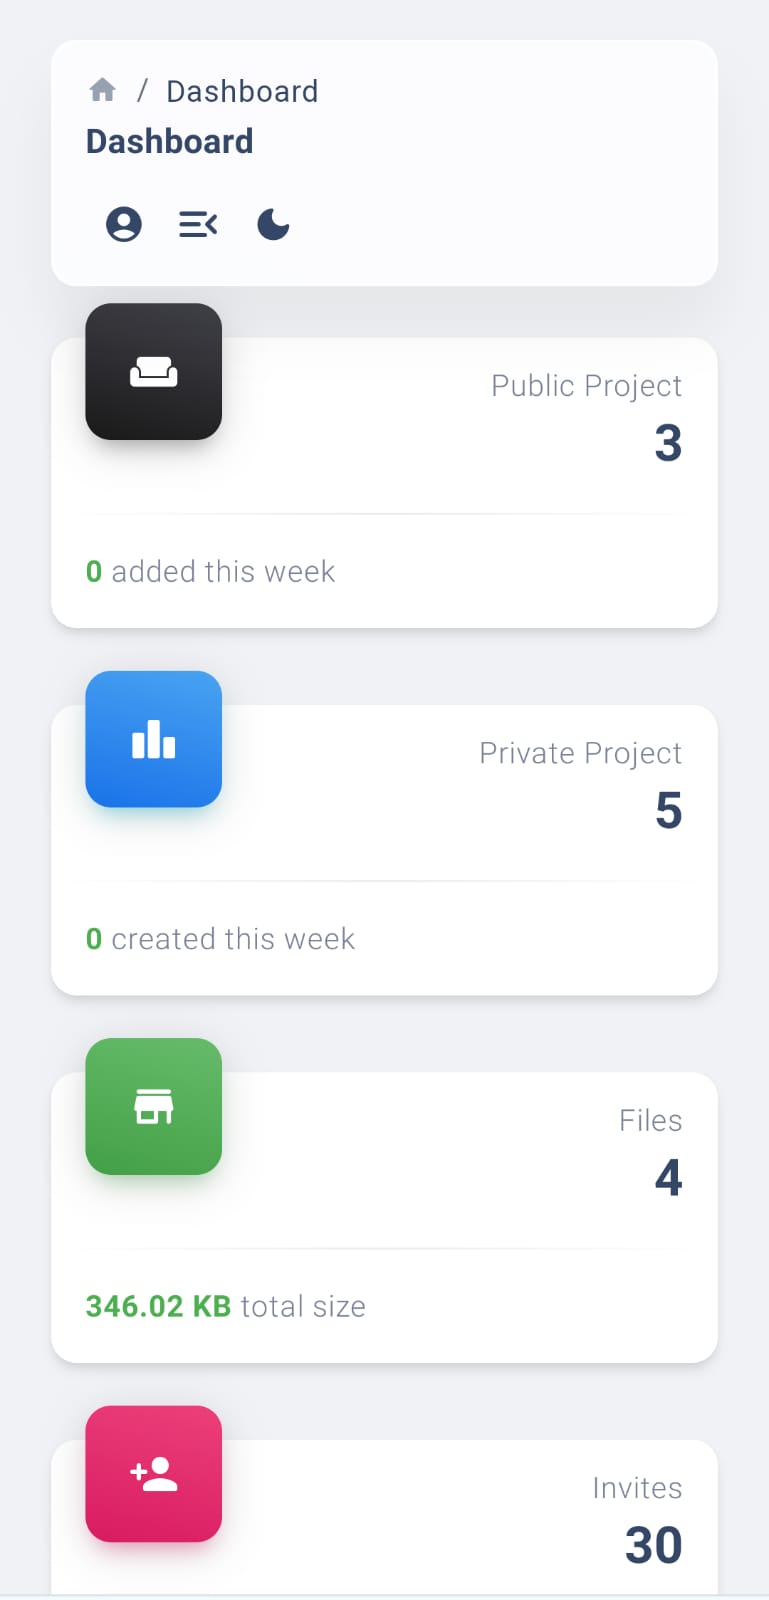 / Dashboard
Dashboard
Public Project
3
0 added this week
Private Project
5
0 created this week
Files
4
346.02 KB total size
Invites
30